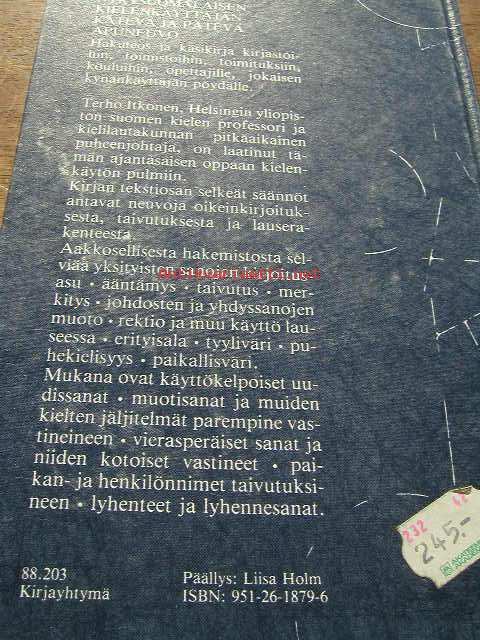 KIELENKÄYTTÄJÄN
KÄTEVÄ JA PÄTEVÄ
APUNEUVO
Hakuteos ja käsikirja kirjastoi-
hin, toimistoihin, toimituksiin,
kouluihin, opettajille, jokaisen
kynänkäyttäjän pöydälle.
Terho Itkonen, Helsingin yliopis-
ton suomen kielen professori ja
kielilautakunnan pitkäaikainen
puheenjohtaja, on laatinut tä-
män ajantasaisen oppaan kielen-
käytön pulmiin.
Kirjan tekstiosan selkeät säännöt
antavat neuvoja oikeinkirjoituk-
sesta, taivutuksesta ja lausera-
kenteesta.
Aakkosellisesta hakemistosta sel-
viää yksityisten sanojen kirjoitus-
asu • ääntämys • taivutus • mer-
kitys • johdosten ja yhdyssanojen
muoto • rektio ja muu käyttö lau-
seessa • erityisala • tyyliväri • pu-
hekielisyys • paikallisväri.
Mukana ovat käyttökelpoiset uu-
dissanat • muotisanat ja muiden
kielten jäljitelmät parempine vas-
tineineen • vierasperäiset sanat ja
niiden kotoiset vastineet • pai-
kan- ja henkilönnimet taivutuksi-
neen • lyhenteet ja lyhennesanat.
232
245.-
88.203
Kirjayhtymä
Päällys: Liisa Holm
ISBN: 951-26-1879-6